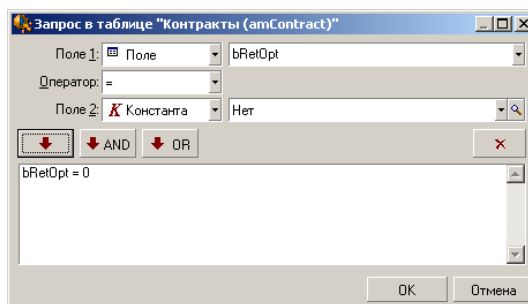 Запрос в таблице "Контракты (amContract)"
Поле 1: Поле bRetOpt
Оператор: =
Поле 2: K Константа Нет
AND OR
bRetOpt = 0
OK Отмена